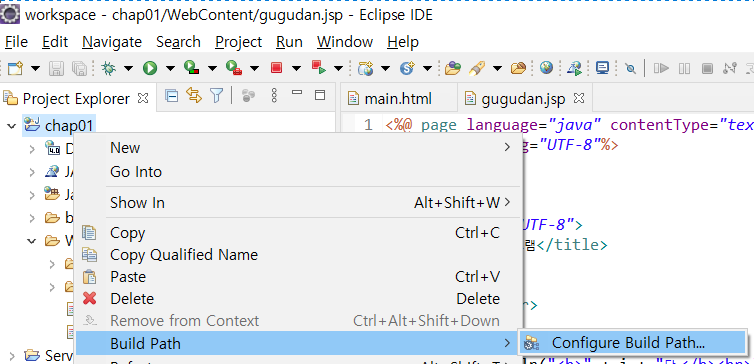 workspace - chap01/WebContent/gugudan.jsp - Eclipse IDE
File Edit Navigate Search Project Run Window Help
Project Explorer
main.html gugudan.jsp
chap01
1 <%@ page language="java" contentType="tex
g="UTF-8"%>
New
Go Into
Show In Alt+Shift+W
UTF-8">
Copy Ctrl+C
램</title>
Copy Qualified Name
Paste Ctrl+V
Delete Delete
Remove from Context Ctrl+Alt+Shift+Down
Build Path
Configure Build Path...
Serv